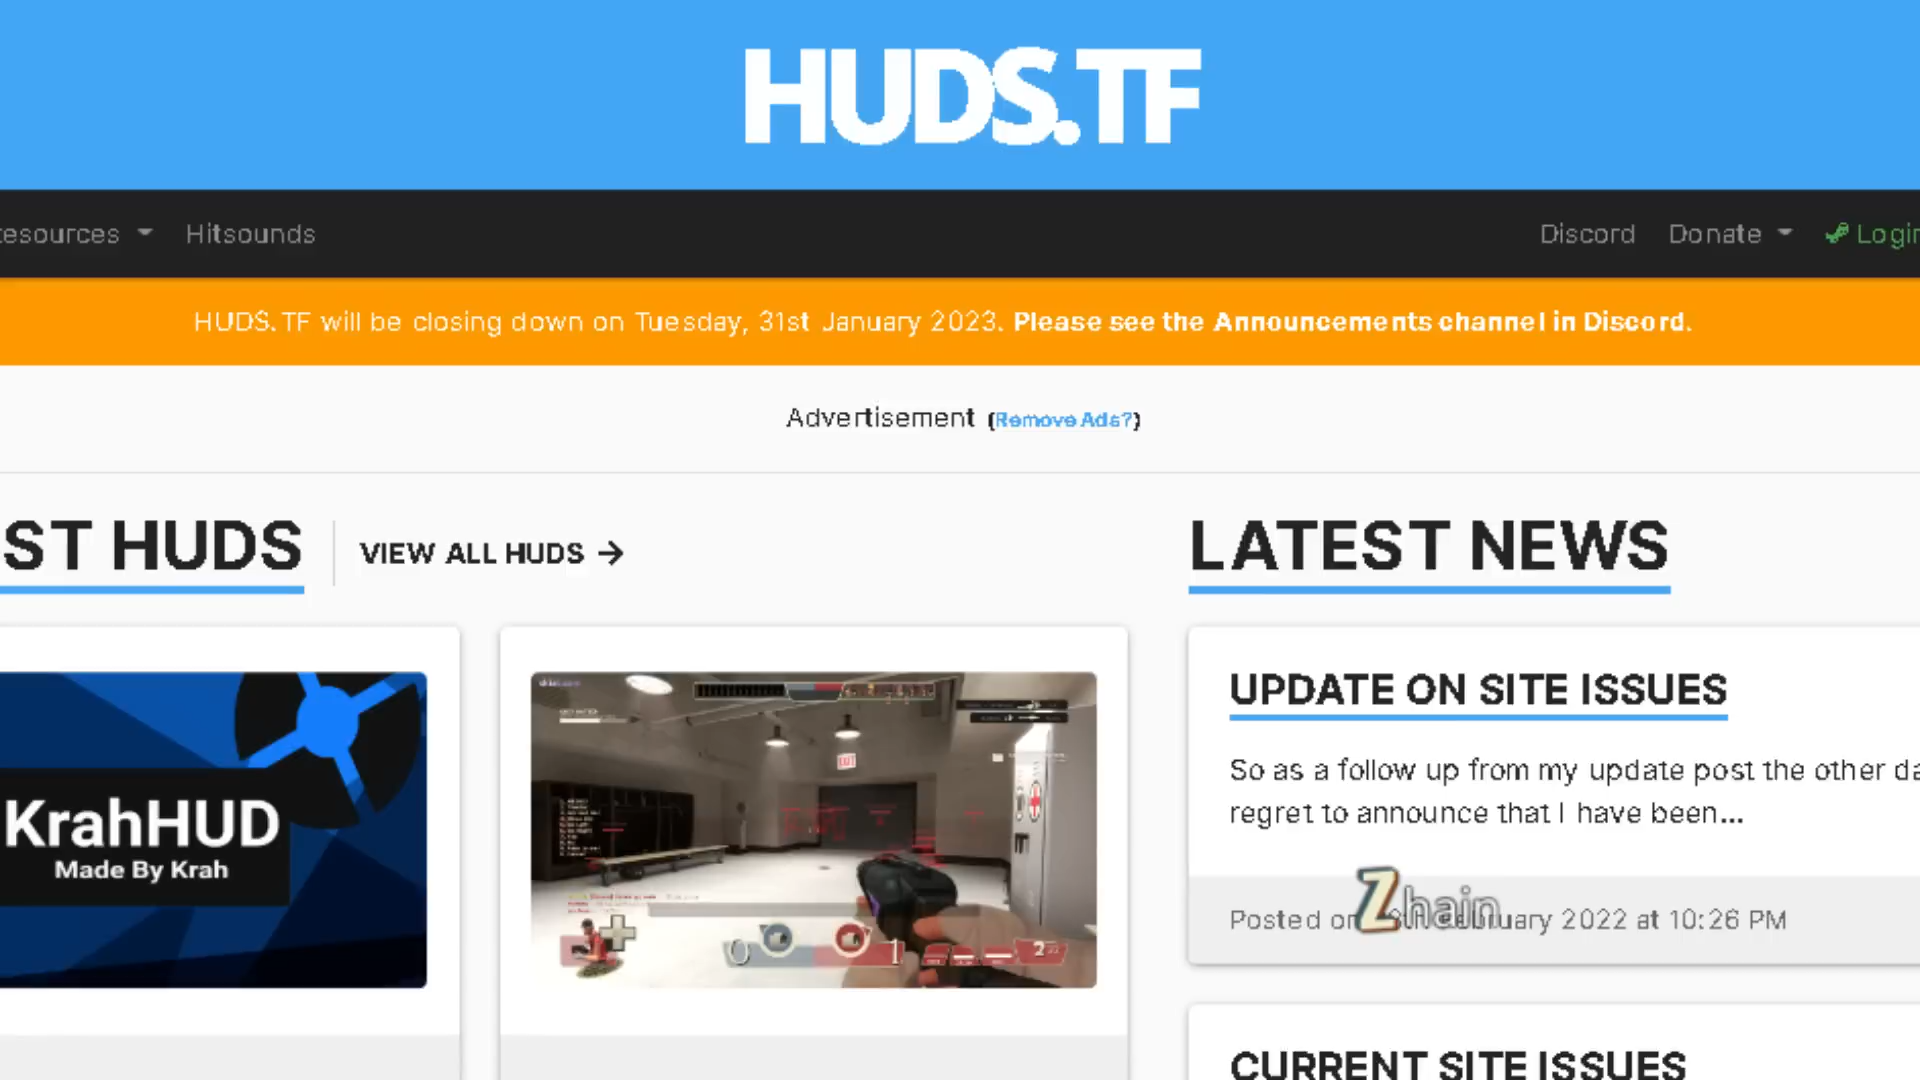 HUDS.TF
esources
Hitsounds
Discord
Donate
Login
HUDS.TF will be closing down on Tuesday, 31st January 2023. Please see the Announcements channel in Discord.
Advertisement (Remove Ads?)
ST HUDS
VIEW ALL HUDS →
LATEST NEWS
KrahHUD
Made By Krah
UPDATE ON SITE ISSUES
So as a follow up from my update post the other da
regret to announce that I have been...
Posted on February 2022 at 10:26 PM
Zhain
CURRENT SITE ISSUES